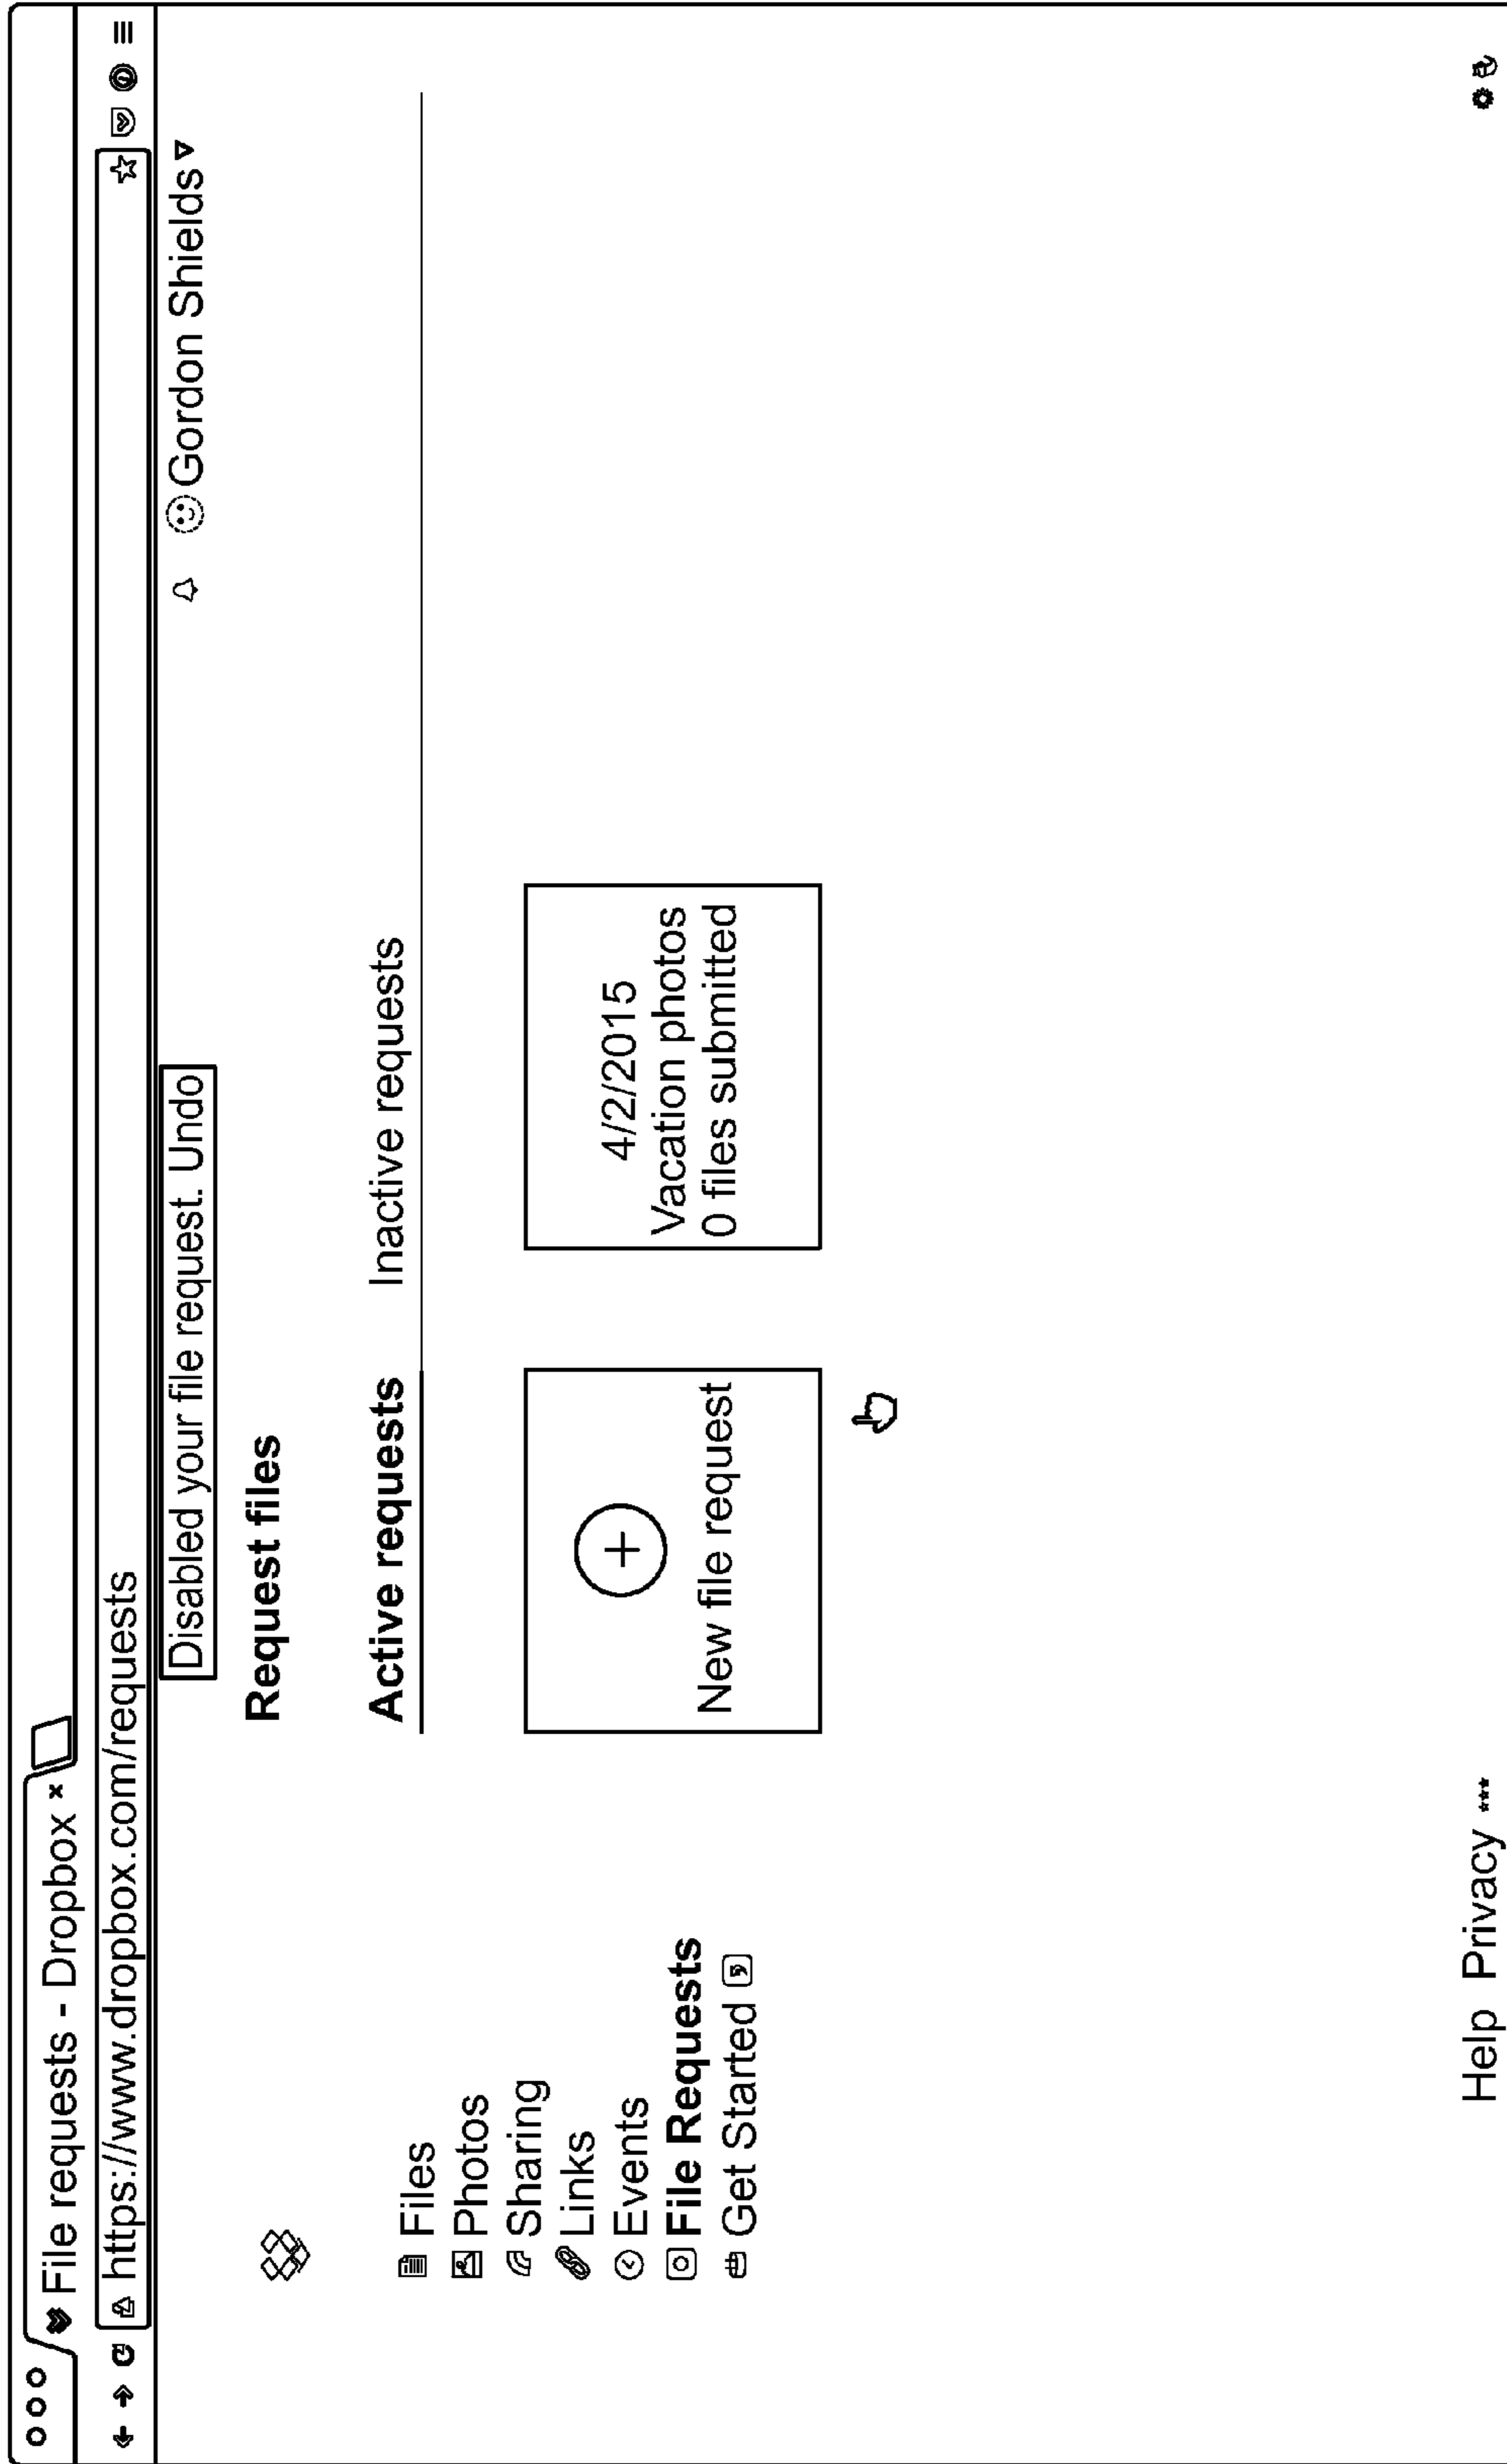 File requests - Dropbox ×
https://www.dropbox.com/requests
Disabled your file request. Undo
Gordon Shields
Request files
Active requests Inactive requests
Files
Photos
Sharing
Links
Events
File Requests
Get Started
+
New file request
4/2/2015
Vacation photos
0 files submitted
Help Privacy ***